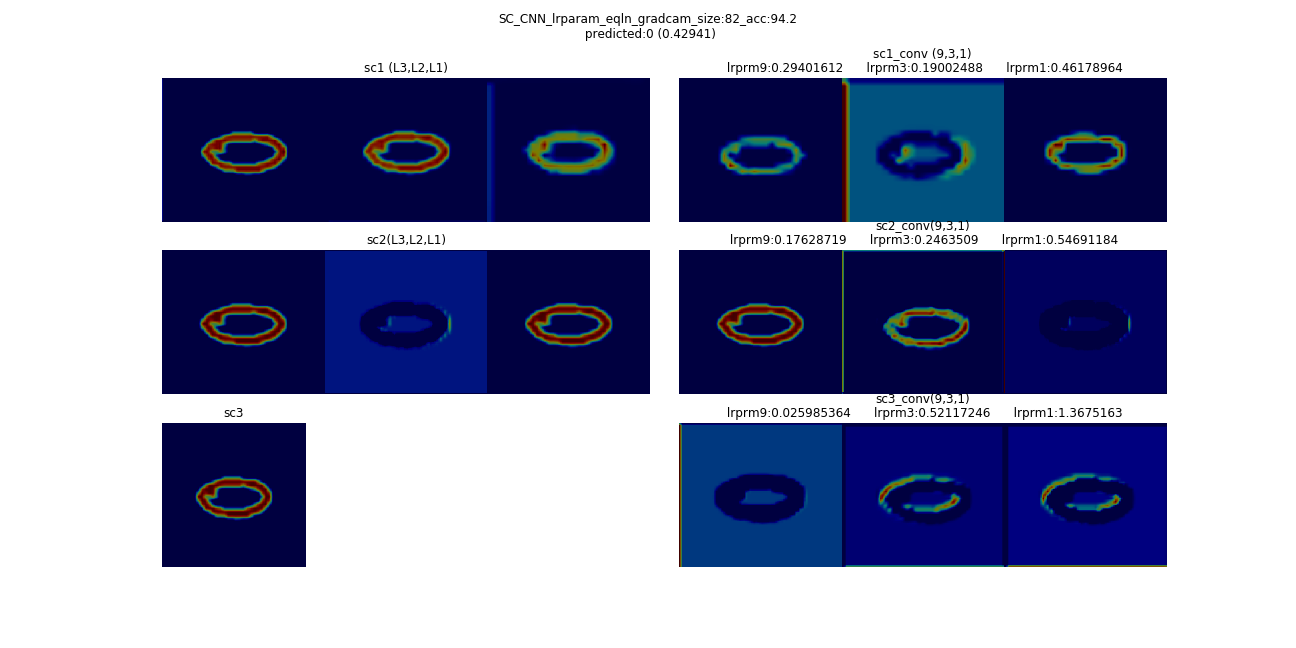 SC_CNN_lrparam_eqln_gradcam_size:82_acc:94.2
predicted:0 (0.42941)
sc1 (L3,L2,L1)
sc1_conv (9,3,1)
lrprm9:0.29401612 lrprm3:0.19002488 lrprm1:0.46178964
sc2(L3,L2,L1)
sc2_conv(9,3,1)
lrprm9:0.17628719 lrprm3:0.2463509 lrprm1:0.54691184
sc3
sc3_conv(9,3,1)
lrprm9:0.025985364 lrprm3:0.52117246 lrprm1:1.3675163